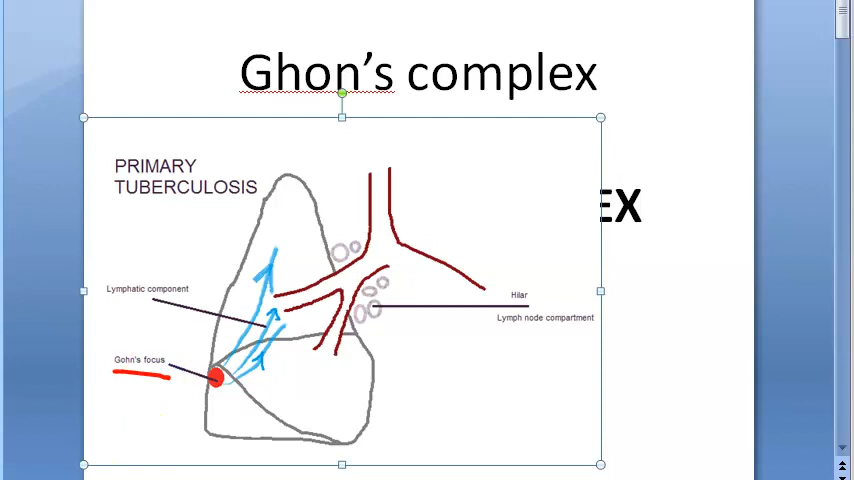 Ghon's complex
PRIMARY
TUBERCULOSIS
EX
Lymphatic component
Hilar
Lymph node compartment
Gohn's focus